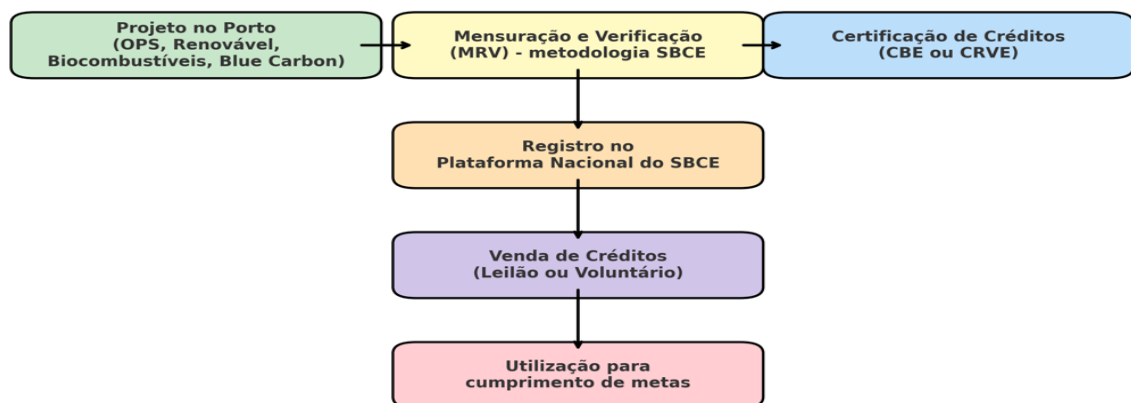 Projeto no Porto
(OPS, Renovável,
Biocombustíveis, Blue Carbon)
Mensuração e Verificação
(MRV) - metodologia SBCE
Certificação de Créditos
(CBE ou CRVE)
Registro no
Plataforma Nacional do SBCE
Venda de Créditos
(Leilão ou Voluntário)
Utilização para
cumprimento de metas